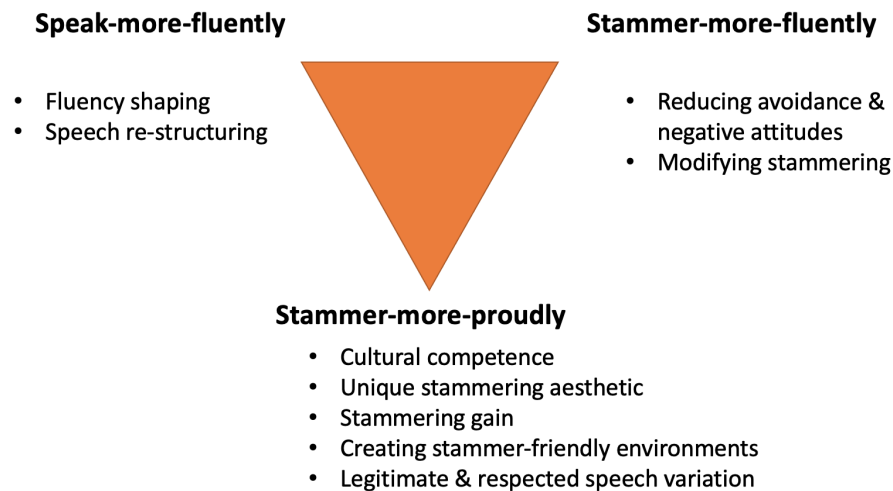 Speak-more-fluently
• Fluency shaping
• Speech re-structuring
Stammer-more-fluently
• Reducing avoidance &
negative attitudes
• Modifying stammering
Stammer-more-proudly
• Cultural competence
• Unique stammering aesthetic
• Stammering gain
• Creating stammer-friendly environments
• Legitimate & respected speech variation